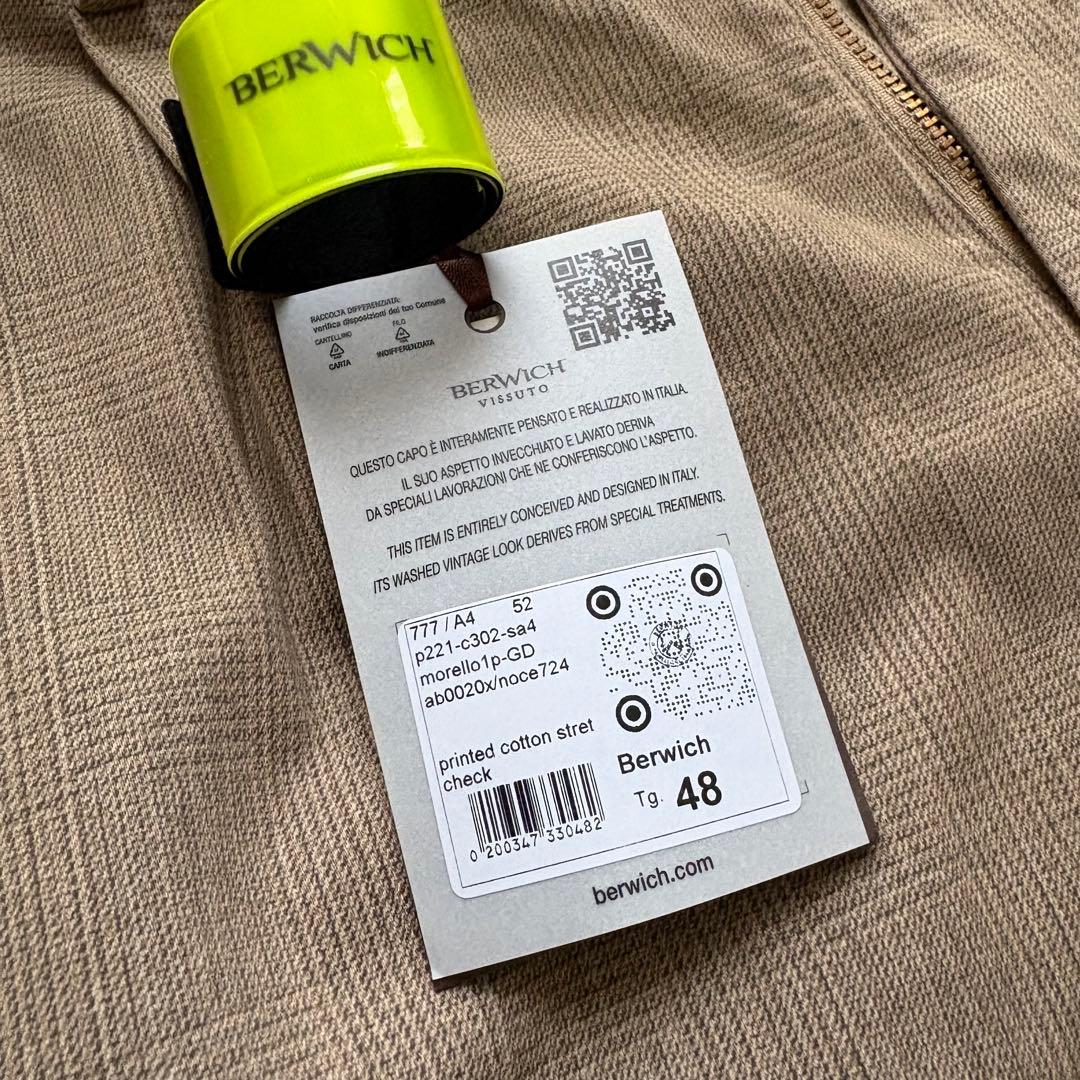 BERWICH
RACCOLTA DIFFERENZIATA:
verifica disposizioni del tuo Comune
CARTELLINO
CARTA
FILO
INDIFFERENZIATA
BERWICH
VISSUTO
QUESTO CAPO È INTERAMENTE PENSATO E REALIZZATO IN ITALIA.
IL SUO ASPETTO INVECCHIATO E LAVATO DERIVA
DA SPECIALI LAVORAZIONI CHE NE CONFERISCONO L'ASPETTO.
THIS ITEM IS ENTIRELY CONCEIVED AND DESIGNED IN ITALY.
ITS WASHED VINTAGE LOOK DERIVES FROM SPECIAL TREATMENTS.
777 / A4 52
p221-c302-sa4
morello1p-GD
ab0020x/noce724
printed cotton stret
check
0 200347 330482
Berwich
Tg. 48
berwich.com